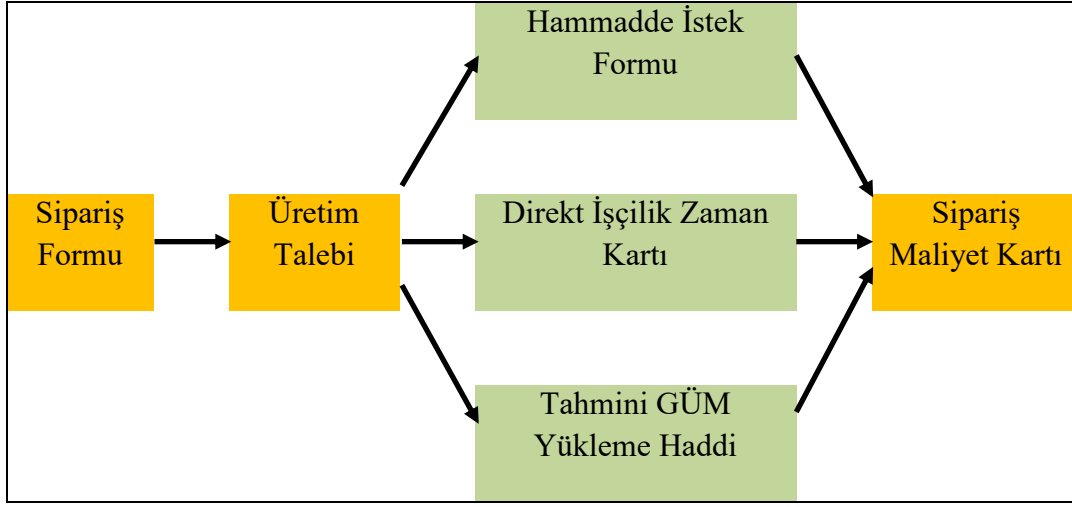 Hammadde İstek
Formu
Sipariş
Formu
Üretim
Talebi
Direkt İşçilik Zaman
Kartı
Sipariş
Maliyet Kartı
Tahmini GÜM
Yükleme Haddi